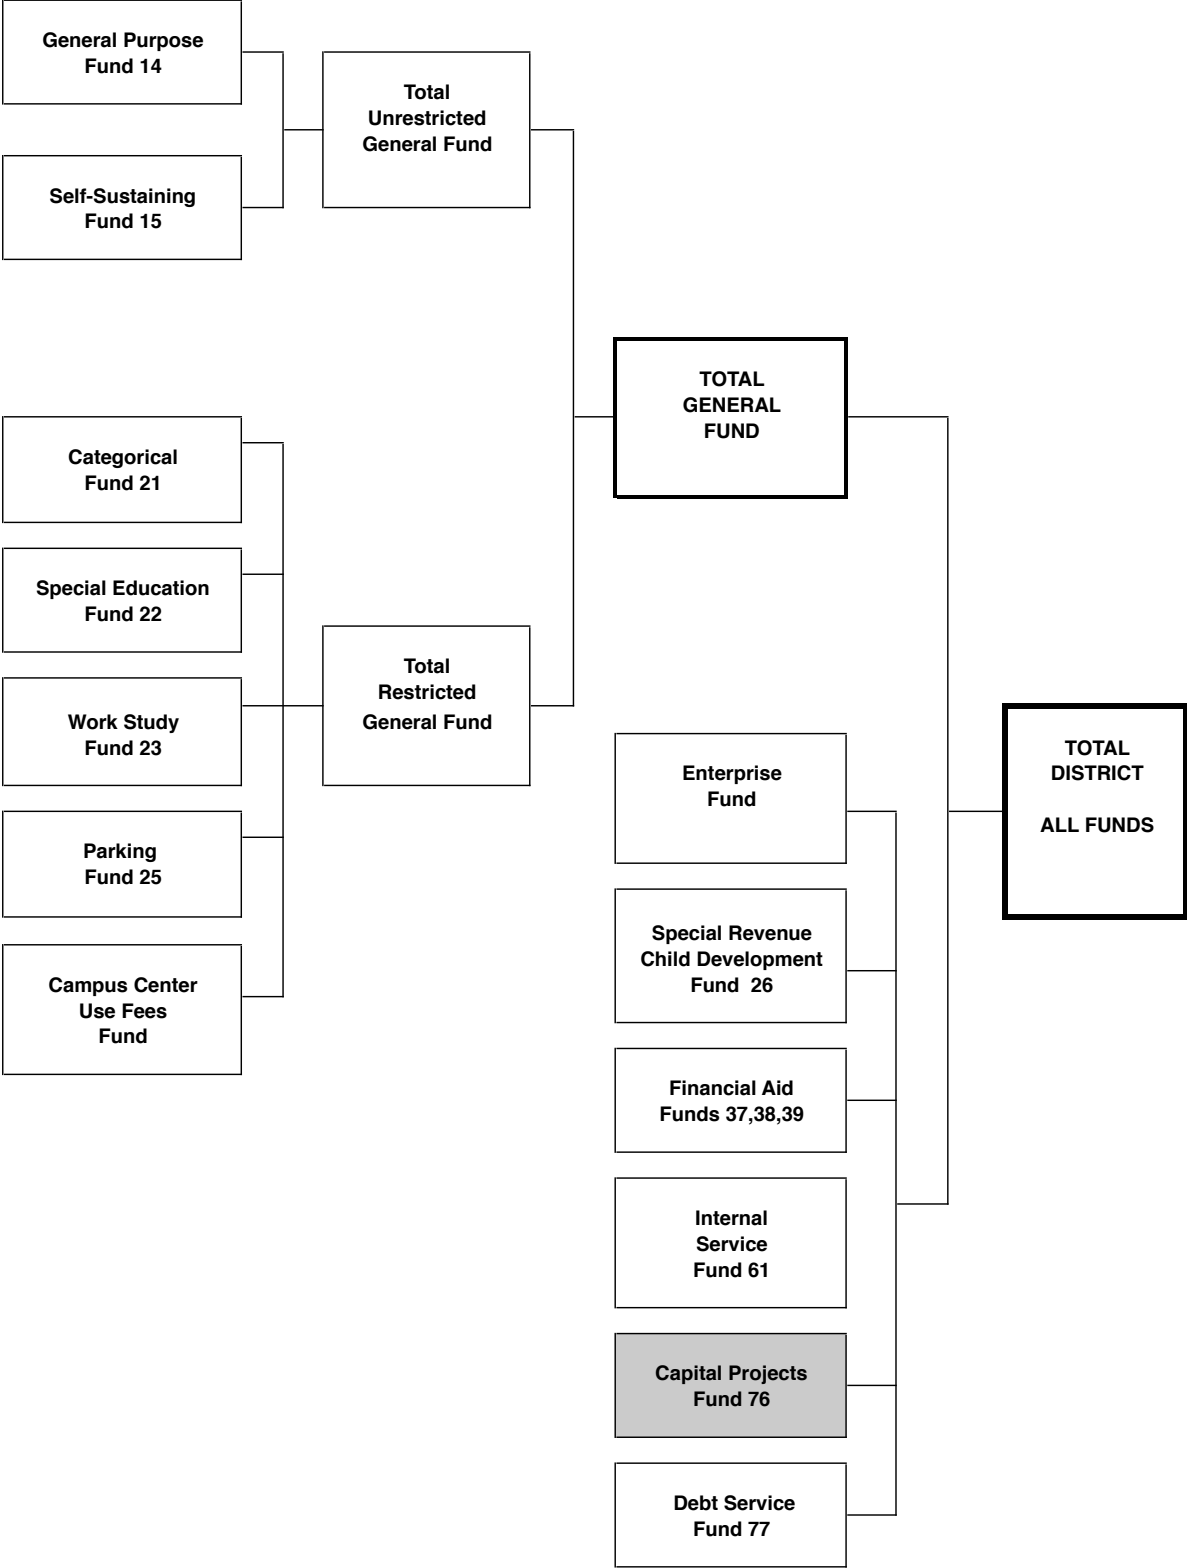 General Purpose
Fund 14
Total
Unrestricted
General Fund
Self-Sustaining
Fund 15
TOTAL
GENERAL
FUND
Categorical
Fund 21
Special Education
Fund 22
Total
Restricted
General Fund
Work Study
Fund 23
Parking
Fund 25
Campus Center
Use Fees
Fund
Enterprise
Fund
Special Revenue
Child Development
Fund 26
Financial Aid
Funds 37,38,39
Internal
Service
Fund 61
Capital Projects
Fund 76
Debt Service
Fund 77
TOTAL
DISTRICT
ALL FUNDS